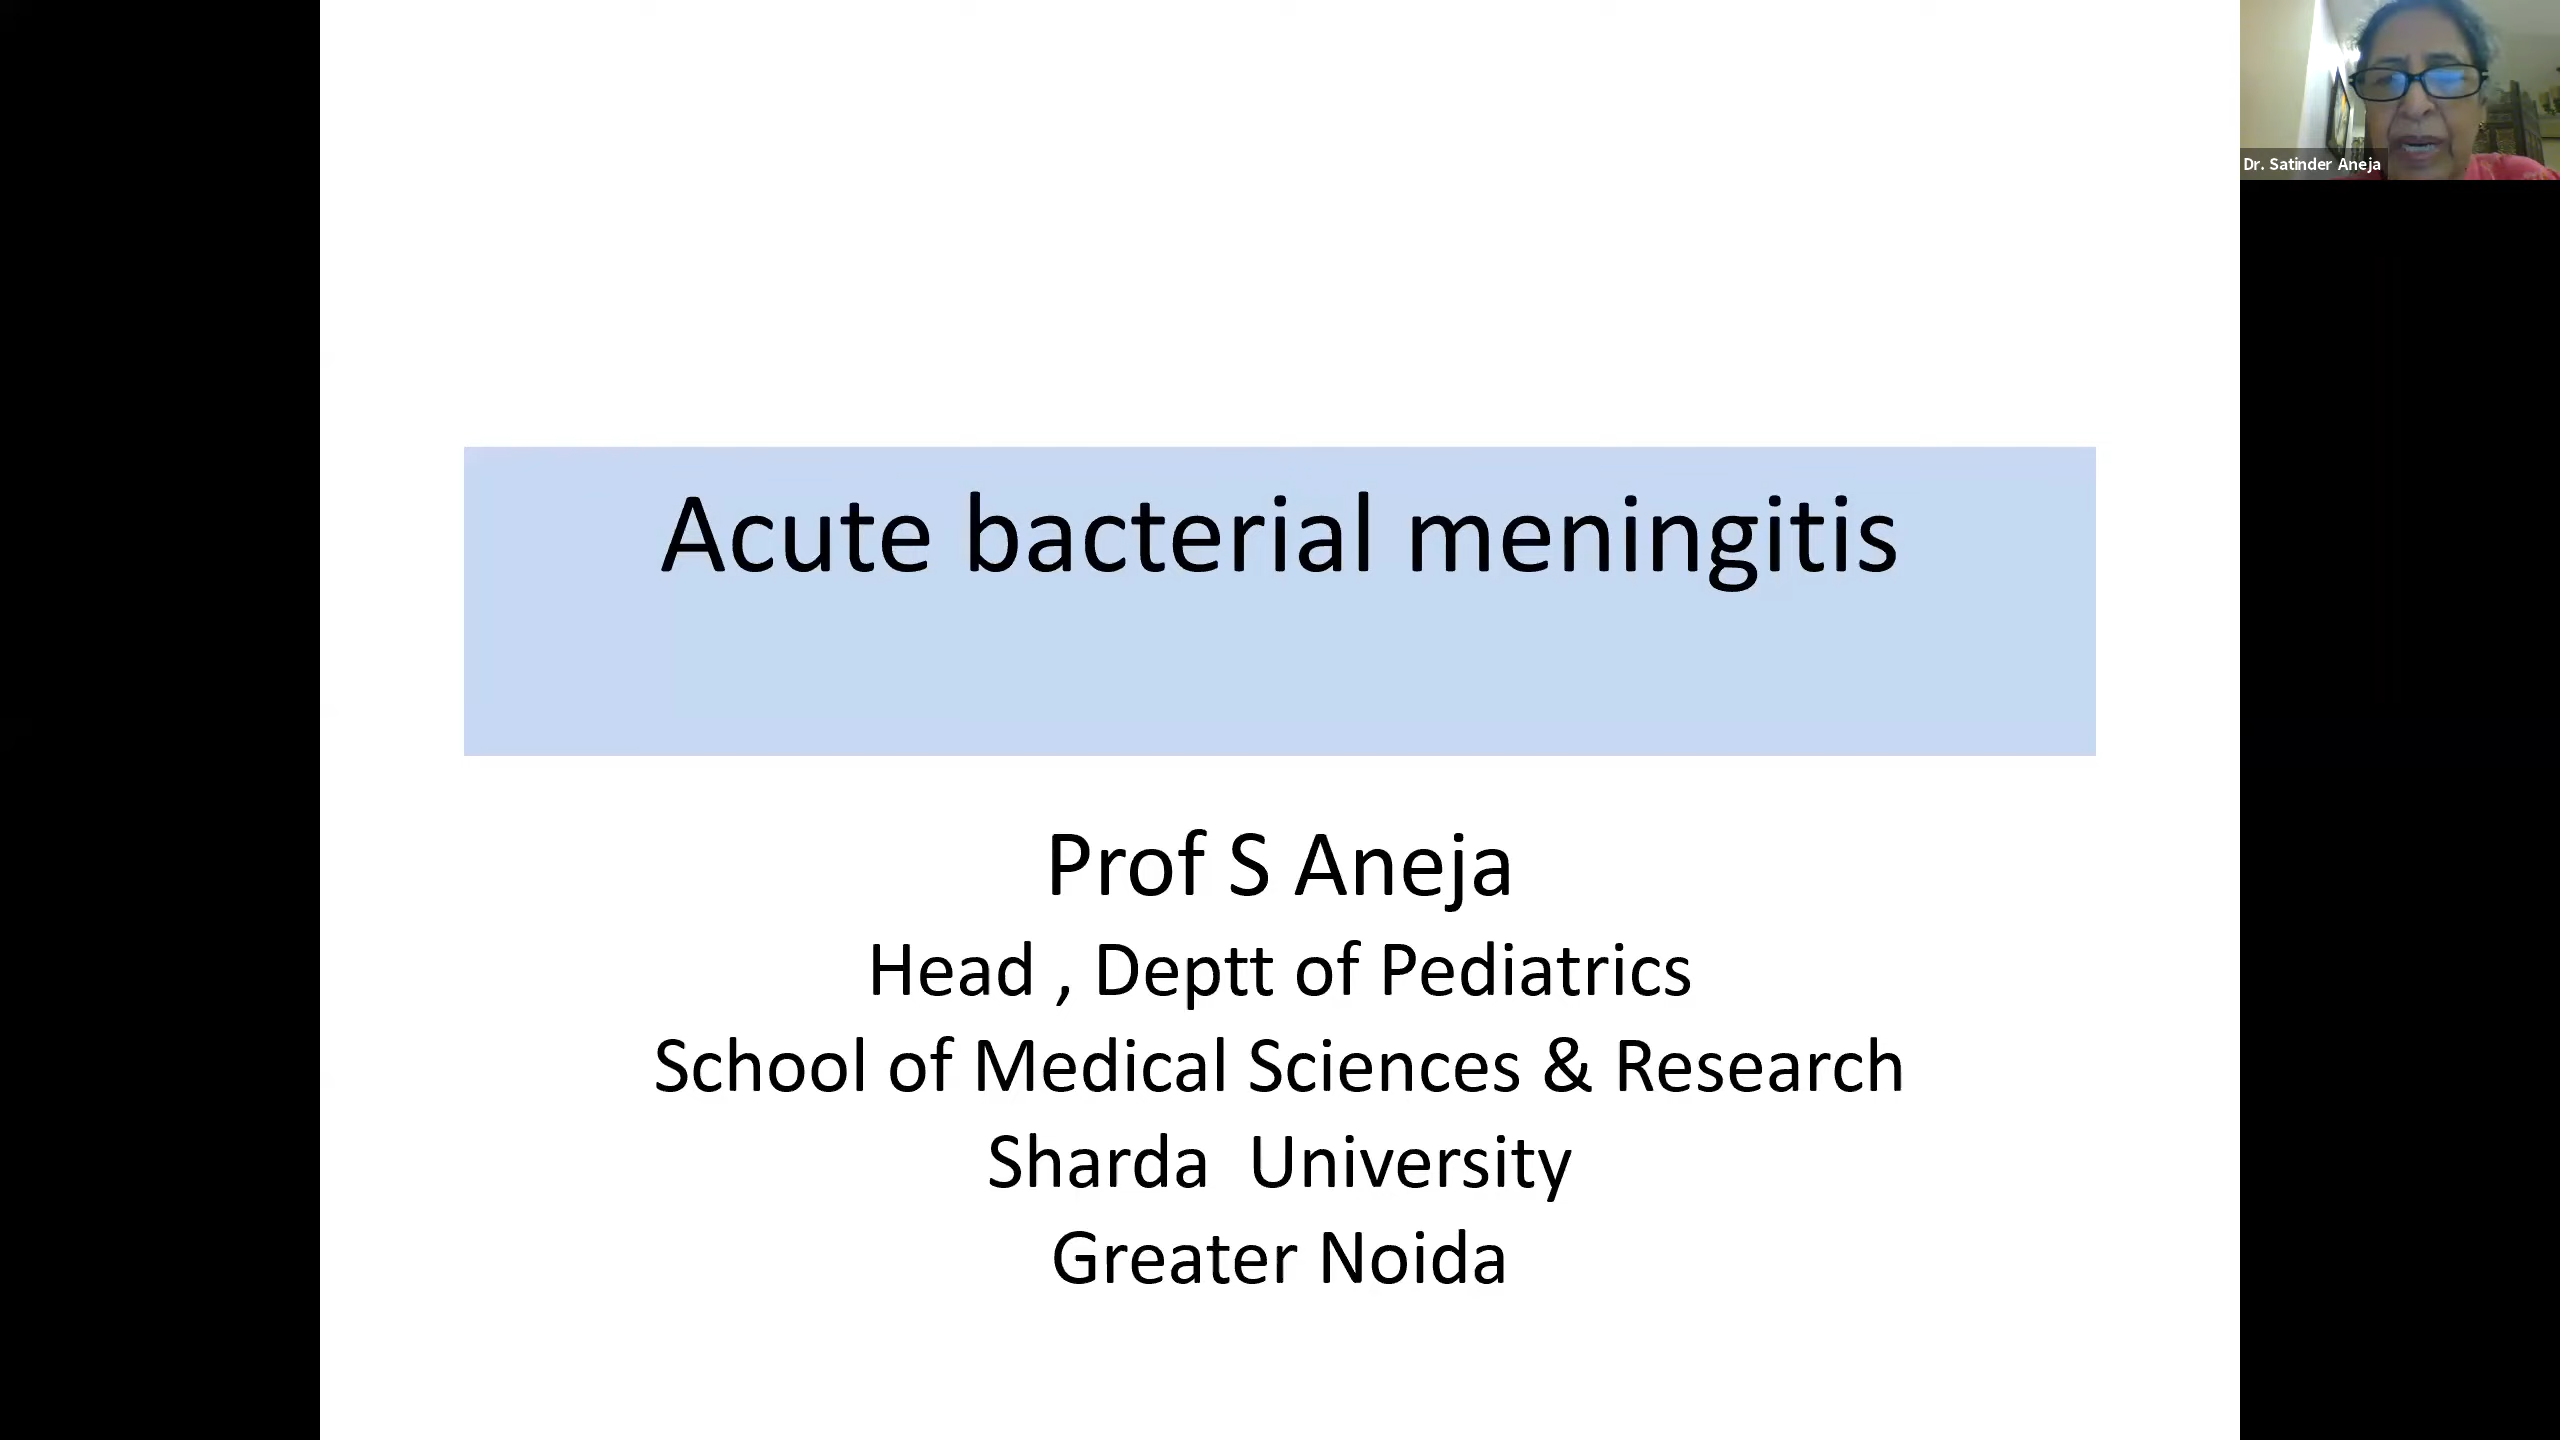 Dr. Satinder Aneja
Acute bacterial meningitis
Prof S Aneja
Head , Deptt of Pediatrics
School of Medical Sciences & Research
Sharda  University
Greater Noida